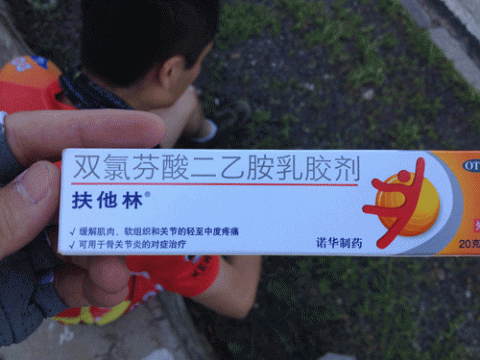 双氯芬酸二乙胺乳胶剂
扶他林®
✓ 缓解肌肉、软组织和关节的轻至中度疼痛
✓ 可用于骨关节炎的对症治疗
诺华制药
OT
20克